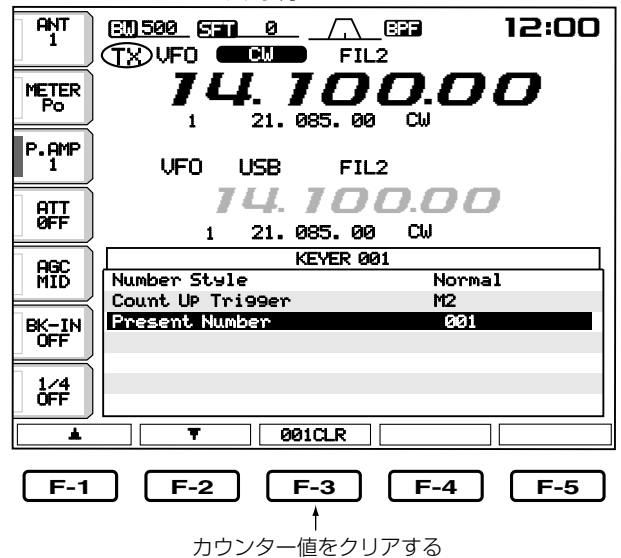 ANT
1
BW 500 SFT 0 BPF 12:00
TX VFO CW FIL2
14.100.00
1 21.085.00 CW
METER
Po
P.AMP
1
VFO USB FIL2
14.100.00
1 21.085.00 CW
ATT
OFF
AGC
MID
BK-IN
OFF
1/4
OFF
KEYER 001
Number Style Normal
Count Up Trigger M2
Present Number 001
▲ ▼ 001CLR
F-1 F-2 F-3 F-4 F-5
カウンター値をクリアする